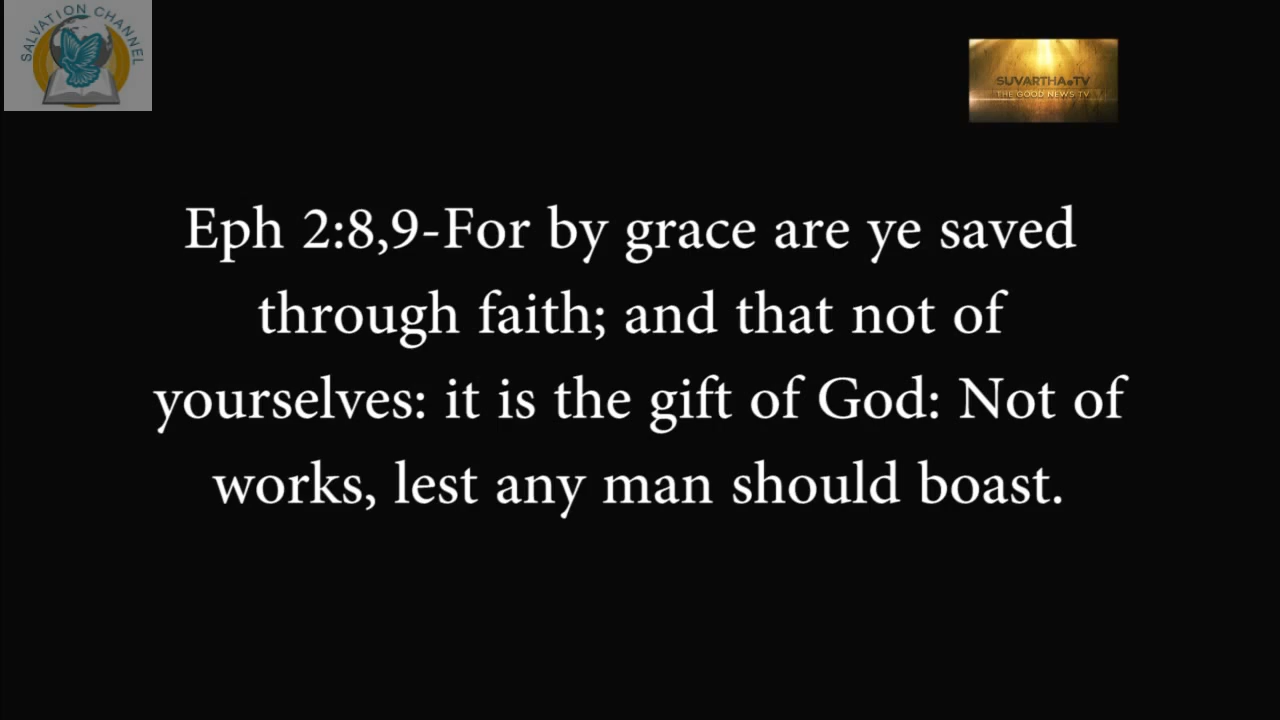 SALVATION CHANNEL
SUVARTHA.TV
THE GOOD NEWS TV
Eph 2:8,9-For by grace are ye saved
through faith; and that not of
yourselves: it is the gift of God: Not of
works, lest any man should boast.